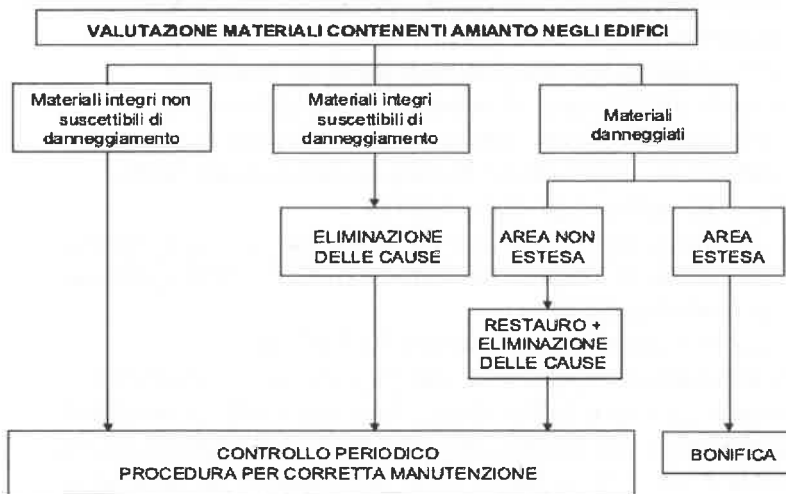 VALUTAZIONE MATERIALI CONTENENTI AMIANTO NEGLI EDIFICI
Materiali integri non
suscettibili di
danneggiamento
Materiali integri
suscettibili di
danneggiamento
Materiali
danneggiati
ELIMINAZIONE
DELLE CAUSE
AREA NON
ESTESA
AREA
ESTESA
RESTAURO +
ELIMINAZIONE
DELLE CAUSE
CONTROLLO PERIODICO
PROCEDURA PER CORRETTA MANUTENZIONE
BONIFICA